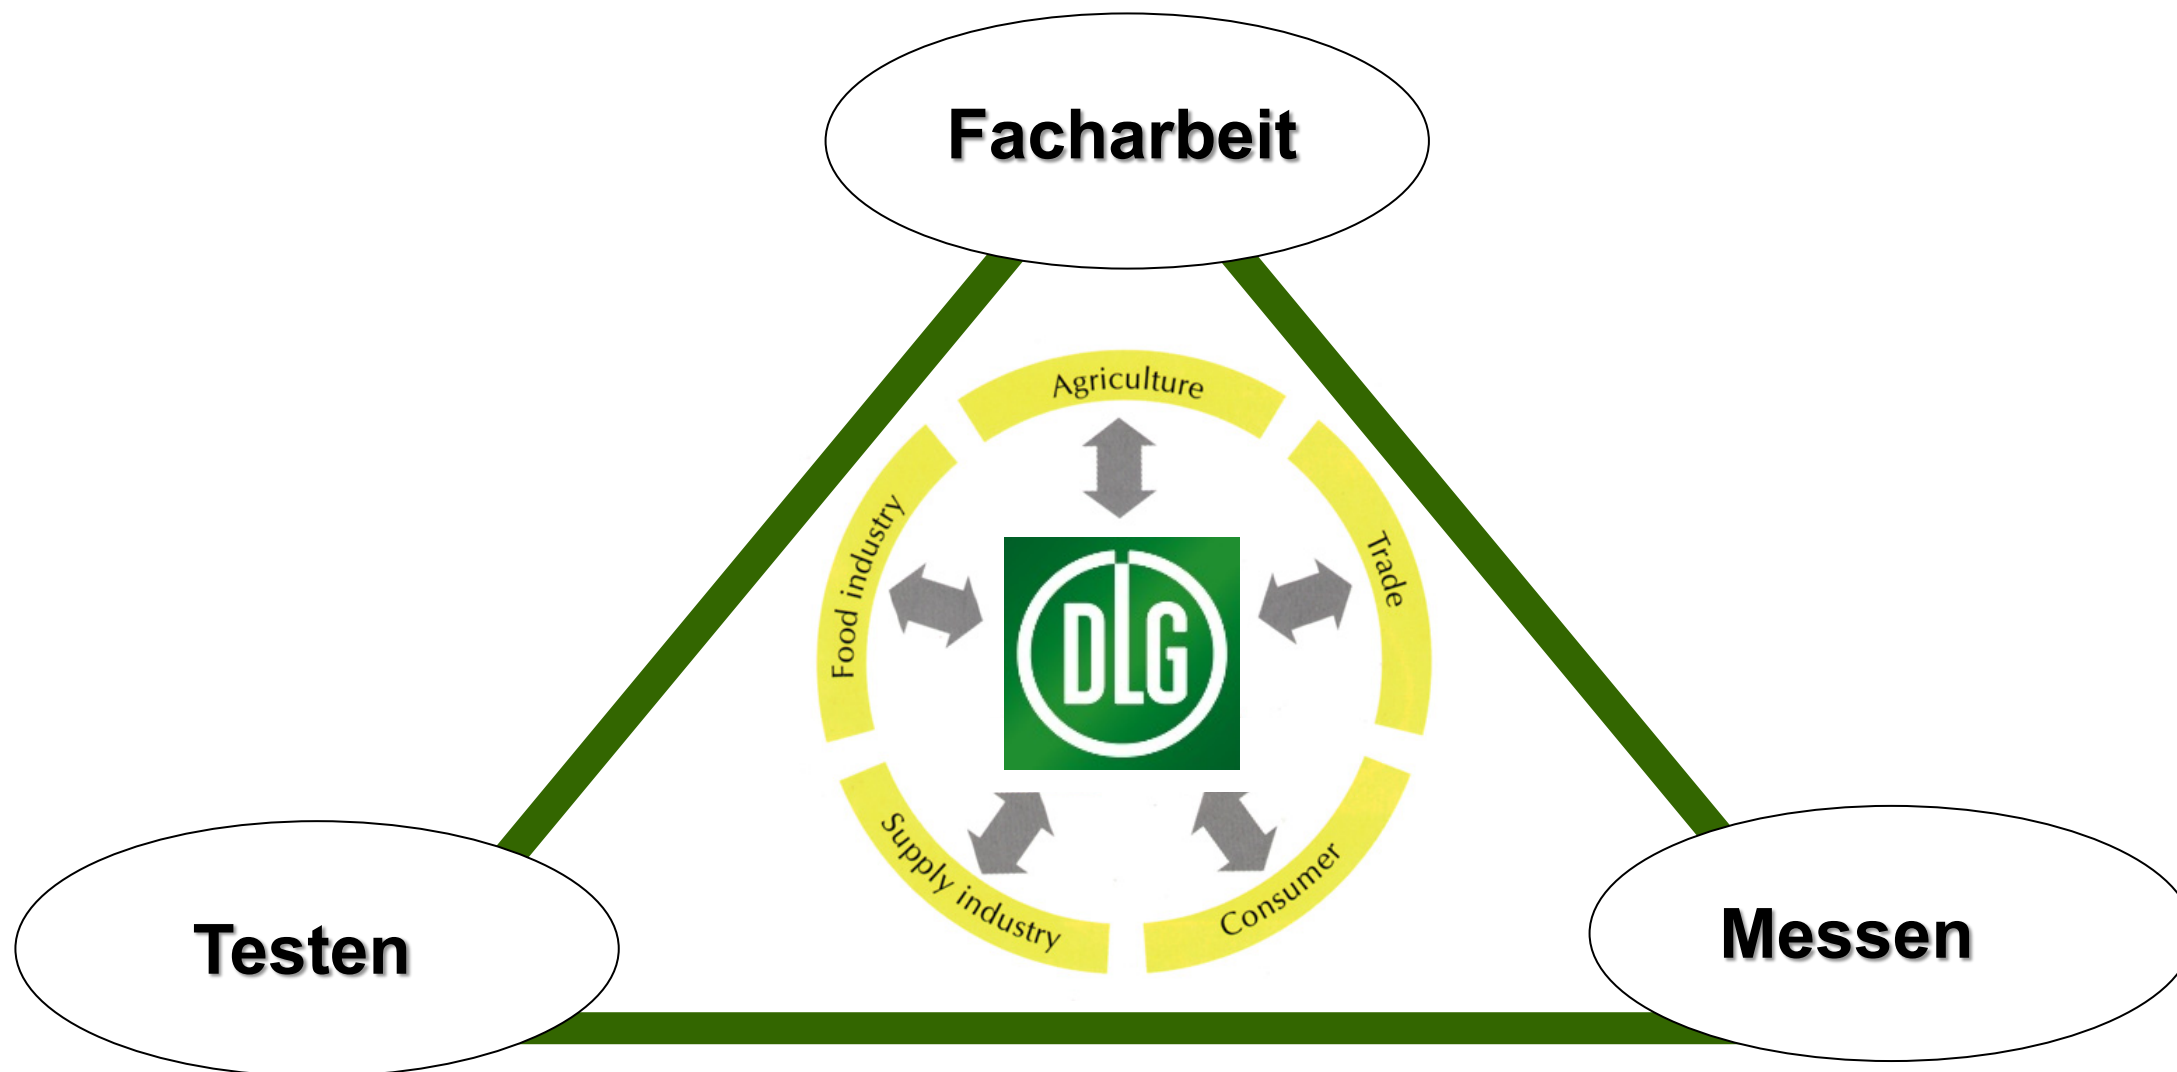 Facharbeit
Agriculture
Food industry
Trade
DLG
Supply industry
Consumer
Testen
Messen